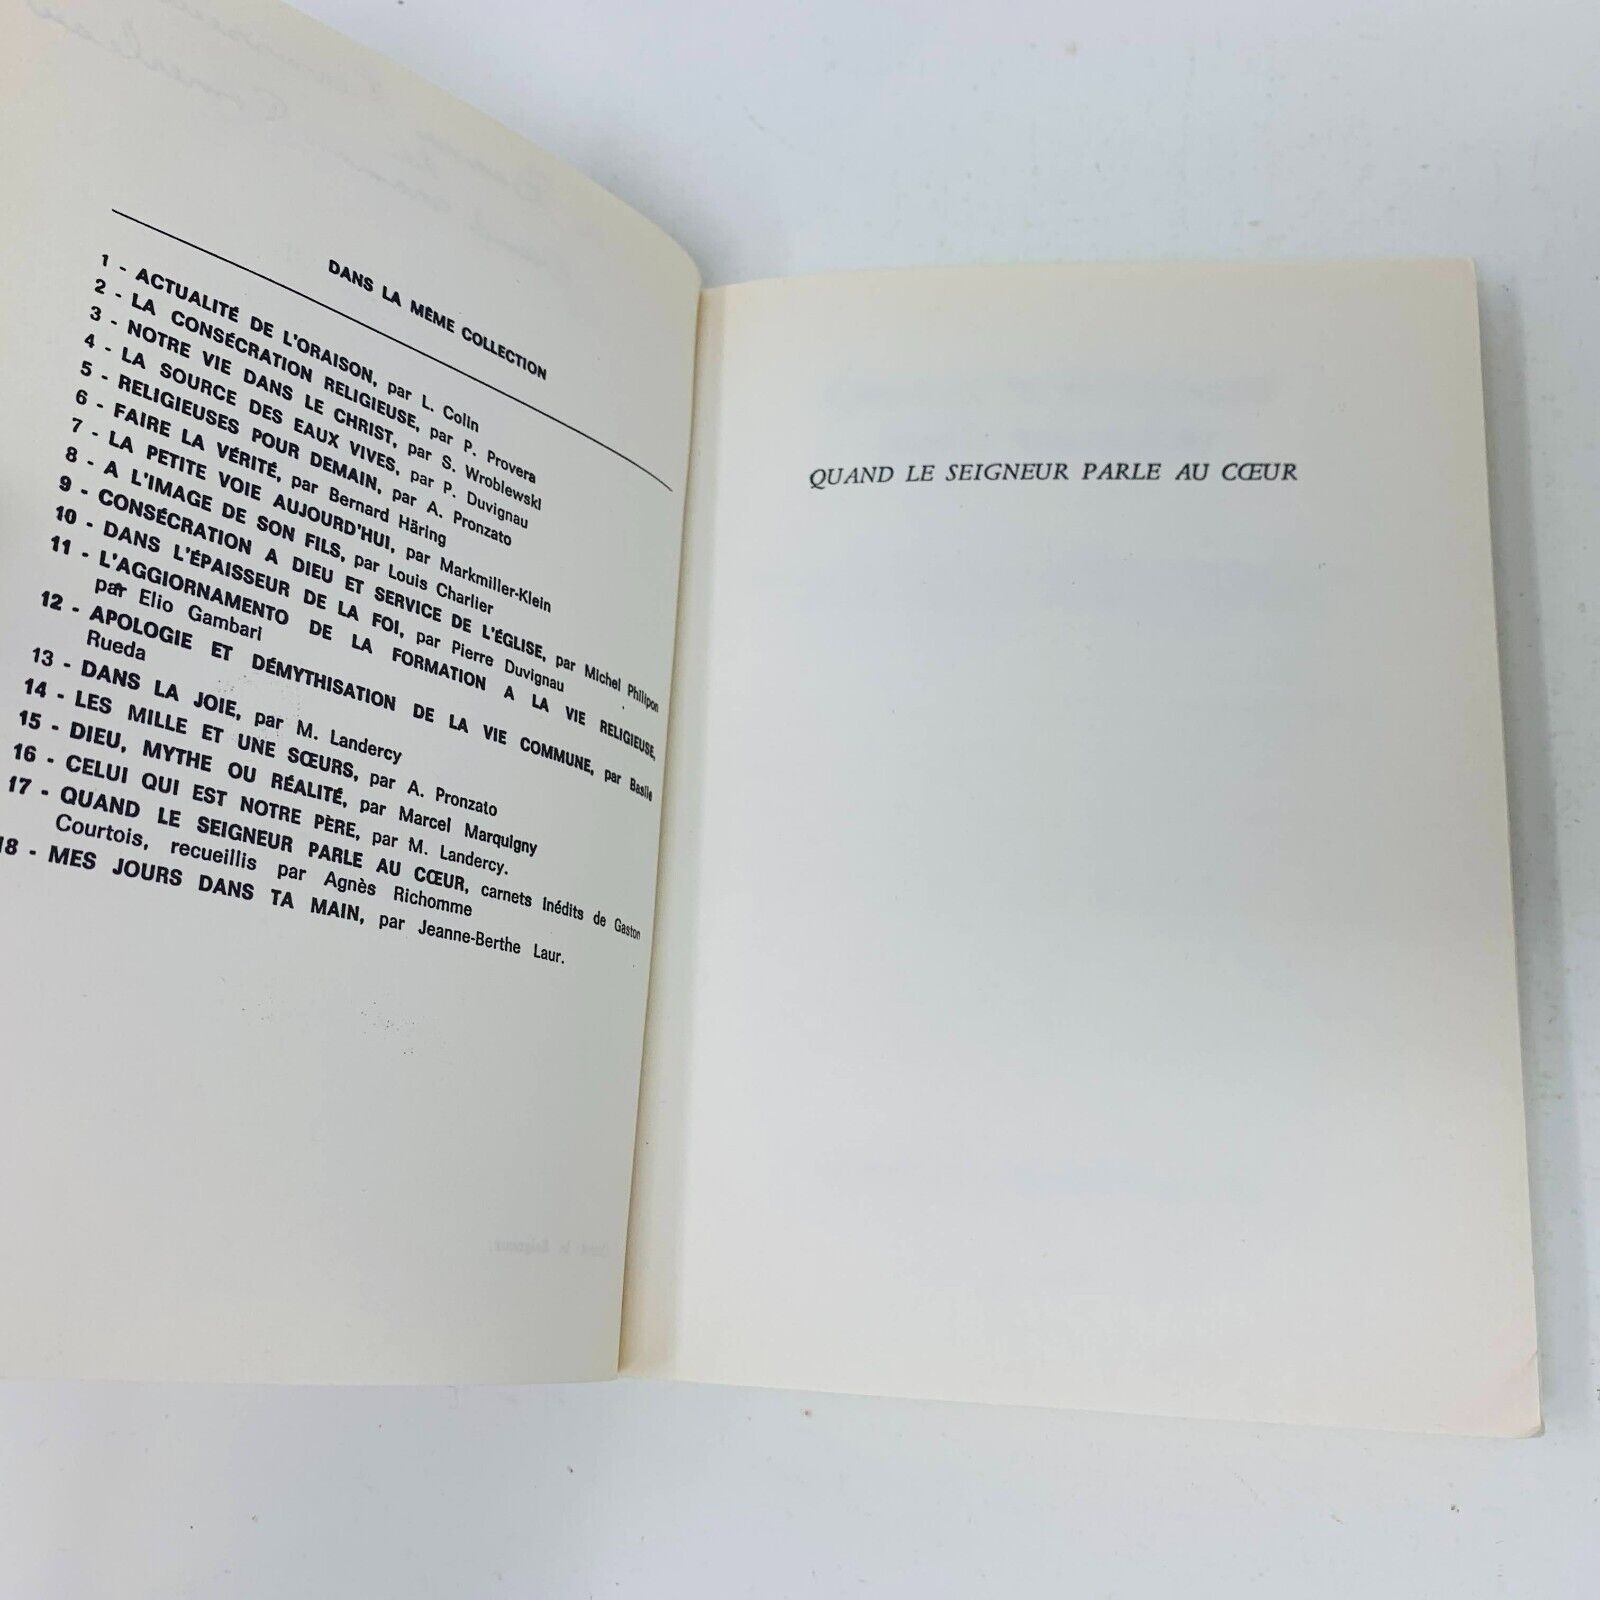 DANS LA MÊME COLLECTION
1 - ACTUALITÉ DE L'ORAISON, par L. Colin
2 - LA CONSÉCRATION RELIGIEUSE, par P. Provera
3 - NOTRE VIE DANS LE CHRIST, par S. Wroblewski
4 - LA SOURCE DES EAUX VIVES, par P. Duvignau
5 - RELIGIEUSES POUR DEMAIN, par A. Pronzato
6 - FAIRE LA VÉRITÉ, par Bernard Häring
7 - LA PETITE VOIE AUJOURD'HUI, par Markmiller-Klein
8 - A L'IMAGE DE SON FILS, par Louis Charlier
9 - CONSÉCRATION A DIEU ET SERVICE DE L'ÉGLISE, par Michel Philipon
10 - DANS L'ÉPAISSEUR DE LA FOI, par Pierre Duvignau
11 - L'AGGIORNAMENTO DE LA FORMATION A LA VIE RELIGIEUSE,
par Elio Gambari
12 - APOLOGIE ET DÉMYTHISATION DE LA VIE COMMUNE, par Basile
Rueda
13 - DANS LA JOIE, par M. Landercy
14 - LES MILLE ET UNE SŒURS, par A. Pronzato
15 - DIEU, MYTHE OU RÉALITÉ, par Marcel Marquigny
16 - CELUI QUI EST NOTRE PÈRE, par M. Landercy.
17 - QUAND LE SEIGNEUR PARLE AU CŒUR, carnets inédits de Gaston
Courtois, recueillis par Agnès Richomme
18 - MES JOURS DANS TA MAIN, par Jeanne-Berthe Laur.
QUAND LE SEIGNEUR PARLE AU CŒUR